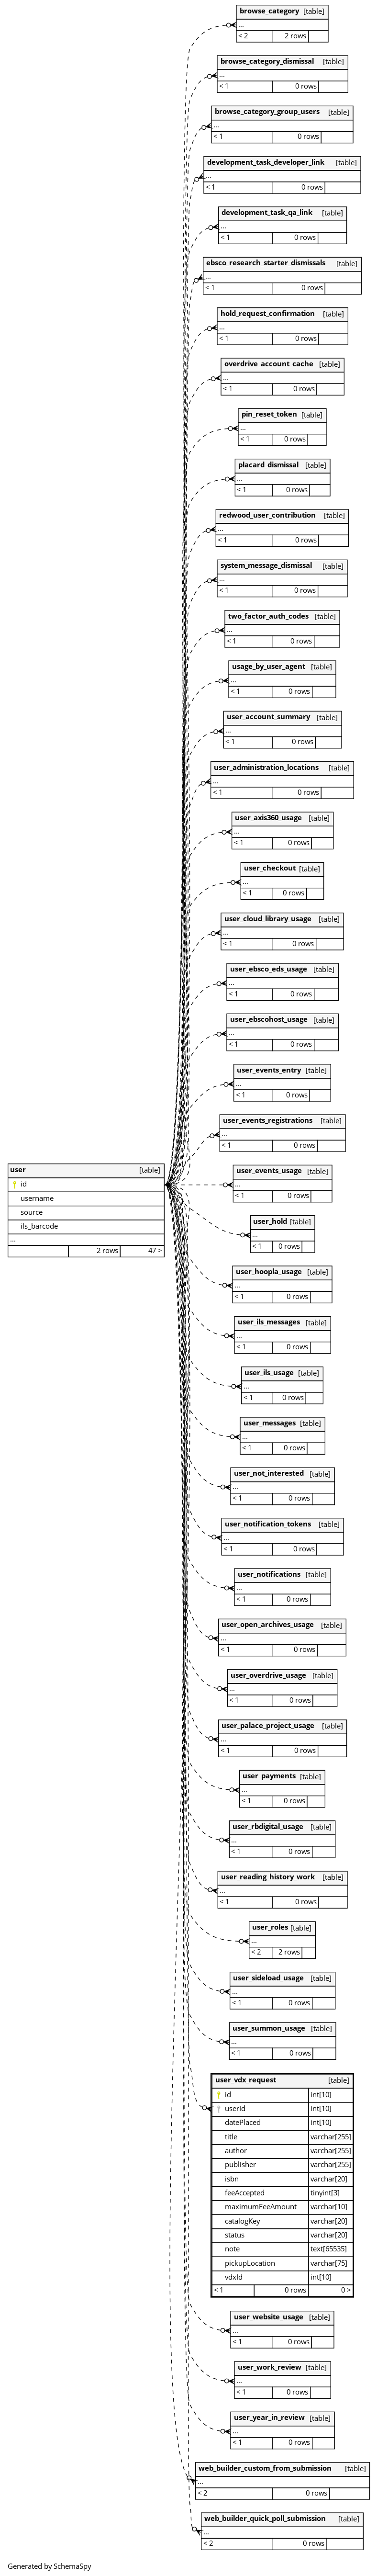 browse_category [table]
...
< 2 2 rows
browse_category_dismissal [table]
...
< 1 0 rows
browse_category_group_users [table]
...
< 1 0 rows
development_task_developer_link [table]
...
< 1 0 rows
development_task_qa_link [table]
...
< 1 0 rows
ebsco_research_starter_dismissals [table]
...
< 1 0 rows
hold_request_confirmation [table]
...
< 1 0 rows
overdrive_account_cache [table]
...
< 1 0 rows
pin_reset_token [table]
...
< 1 0 rows
placard_dismissal [table]
...
< 1 0 rows
redwood_user_contribution [table]
...
< 1 0 rows
system_message_dismissal [table]
...
< 1 0 rows
two_factor_auth_codes [table]
...
< 1 0 rows
usage_by_user_agent [table]
...
< 1 0 rows
user_account_summary [table]
...
< 1 0 rows
user_administration_locations [table]
...
< 1 0 rows
user_axis360_usage [table]
...
< 1 0 rows
user_checkout [table]
...
< 1 0 rows
user_cloud_library_usage [table]
...
< 1 0 rows
user_ebsco_eds_usage [table]
...
< 1 0 rows
user_ebscohost_usage [table]
...
< 1 0 rows
user_events_entry [table]
...
< 1 0 rows
user_events_registrations [table]
...
< 1 0 rows
user [table]
id
username
source
ils_barcode
...
2 rows 47 >
user_events_usage [table]
...
< 1 0 rows
user_hold [table]
...
< 1 0 rows
user_hoopla_usage [table]
...
< 1 0 rows
user_ils_messages [table]
...
< 1 0 rows
user_ils_usage [table]
...
< 1 0 rows
user_messages [table]
...
< 1 0 rows
user_not_interested [table]
...
< 1 0 rows
user_notification_tokens [table]
...
< 1 0 rows
user_notifications [table]
...
< 1 0 rows
user_open_archives_usage [table]
...
< 1 0 rows
user_overdrive_usage [table]
...
< 1 0 rows
user_palace_project_usage [table]
...
< 1 0 rows
user_payments [table]
...
< 1 0 rows
user_rbdigital_usage [table]
...
< 1 0 rows
user_reading_history_work [table]
...
< 1 0 rows
user_roles [table]
...
< 2 2 rows
user_sideload_usage [table]
...
< 1 0 rows
user_summon_usage [table]
...
< 1 0 rows
user_vdx_request [table]
id int[10]
userId int[10]
datePlaced int[10]
title varchar[255]
author varchar[255]
publisher varchar[255]
isbn varchar[20]
feeAccepted tinyint[3]
maximumFeeAmount varchar[10]
catalogKey varchar[20]
status varchar[20]
note text[65535]
pickupLocation varchar[75]
vdxId int[10]
< 1 0 rows 0 >
user_website_usage [table]
...
< 1 0 rows
user_work_review [table]
...
< 1 0 rows
user_year_in_review [table]
...
< 1 0 rows
web_builder_custom_from_submission [table]
...
< 2 0 rows
web_builder_quick_poll_submission [table]
...
< 2 0 rows
Generated by SchemaSpy